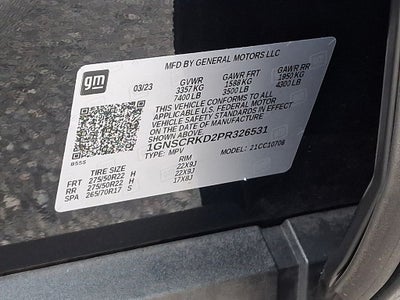 gm
MFD BY GENERAL MOTORS LLC
03/23 GVWR GAWR FRT GAWR RR
3357 KG 1588 KG 1950 KG
7400 LB 3500 LB 4300 LB
THIS VEHICLE CONFORMS TO ALL
APPLICABLE U.S. FEDERAL MOTOR
VEHICLE SAFETY STANDARDS IN EFFECT
ON THE DATE OF MANUFACTURE
SHOWN ABOVE.
1GNSCRKD2PR326531
TYPE: MPV MODEL: 21CC10706
TIRE SIZE RIM
FRT 275/50R22 H 22X9J
RR 275/50R22 H 22X9J
SPA 265/70R17 S 17X8J